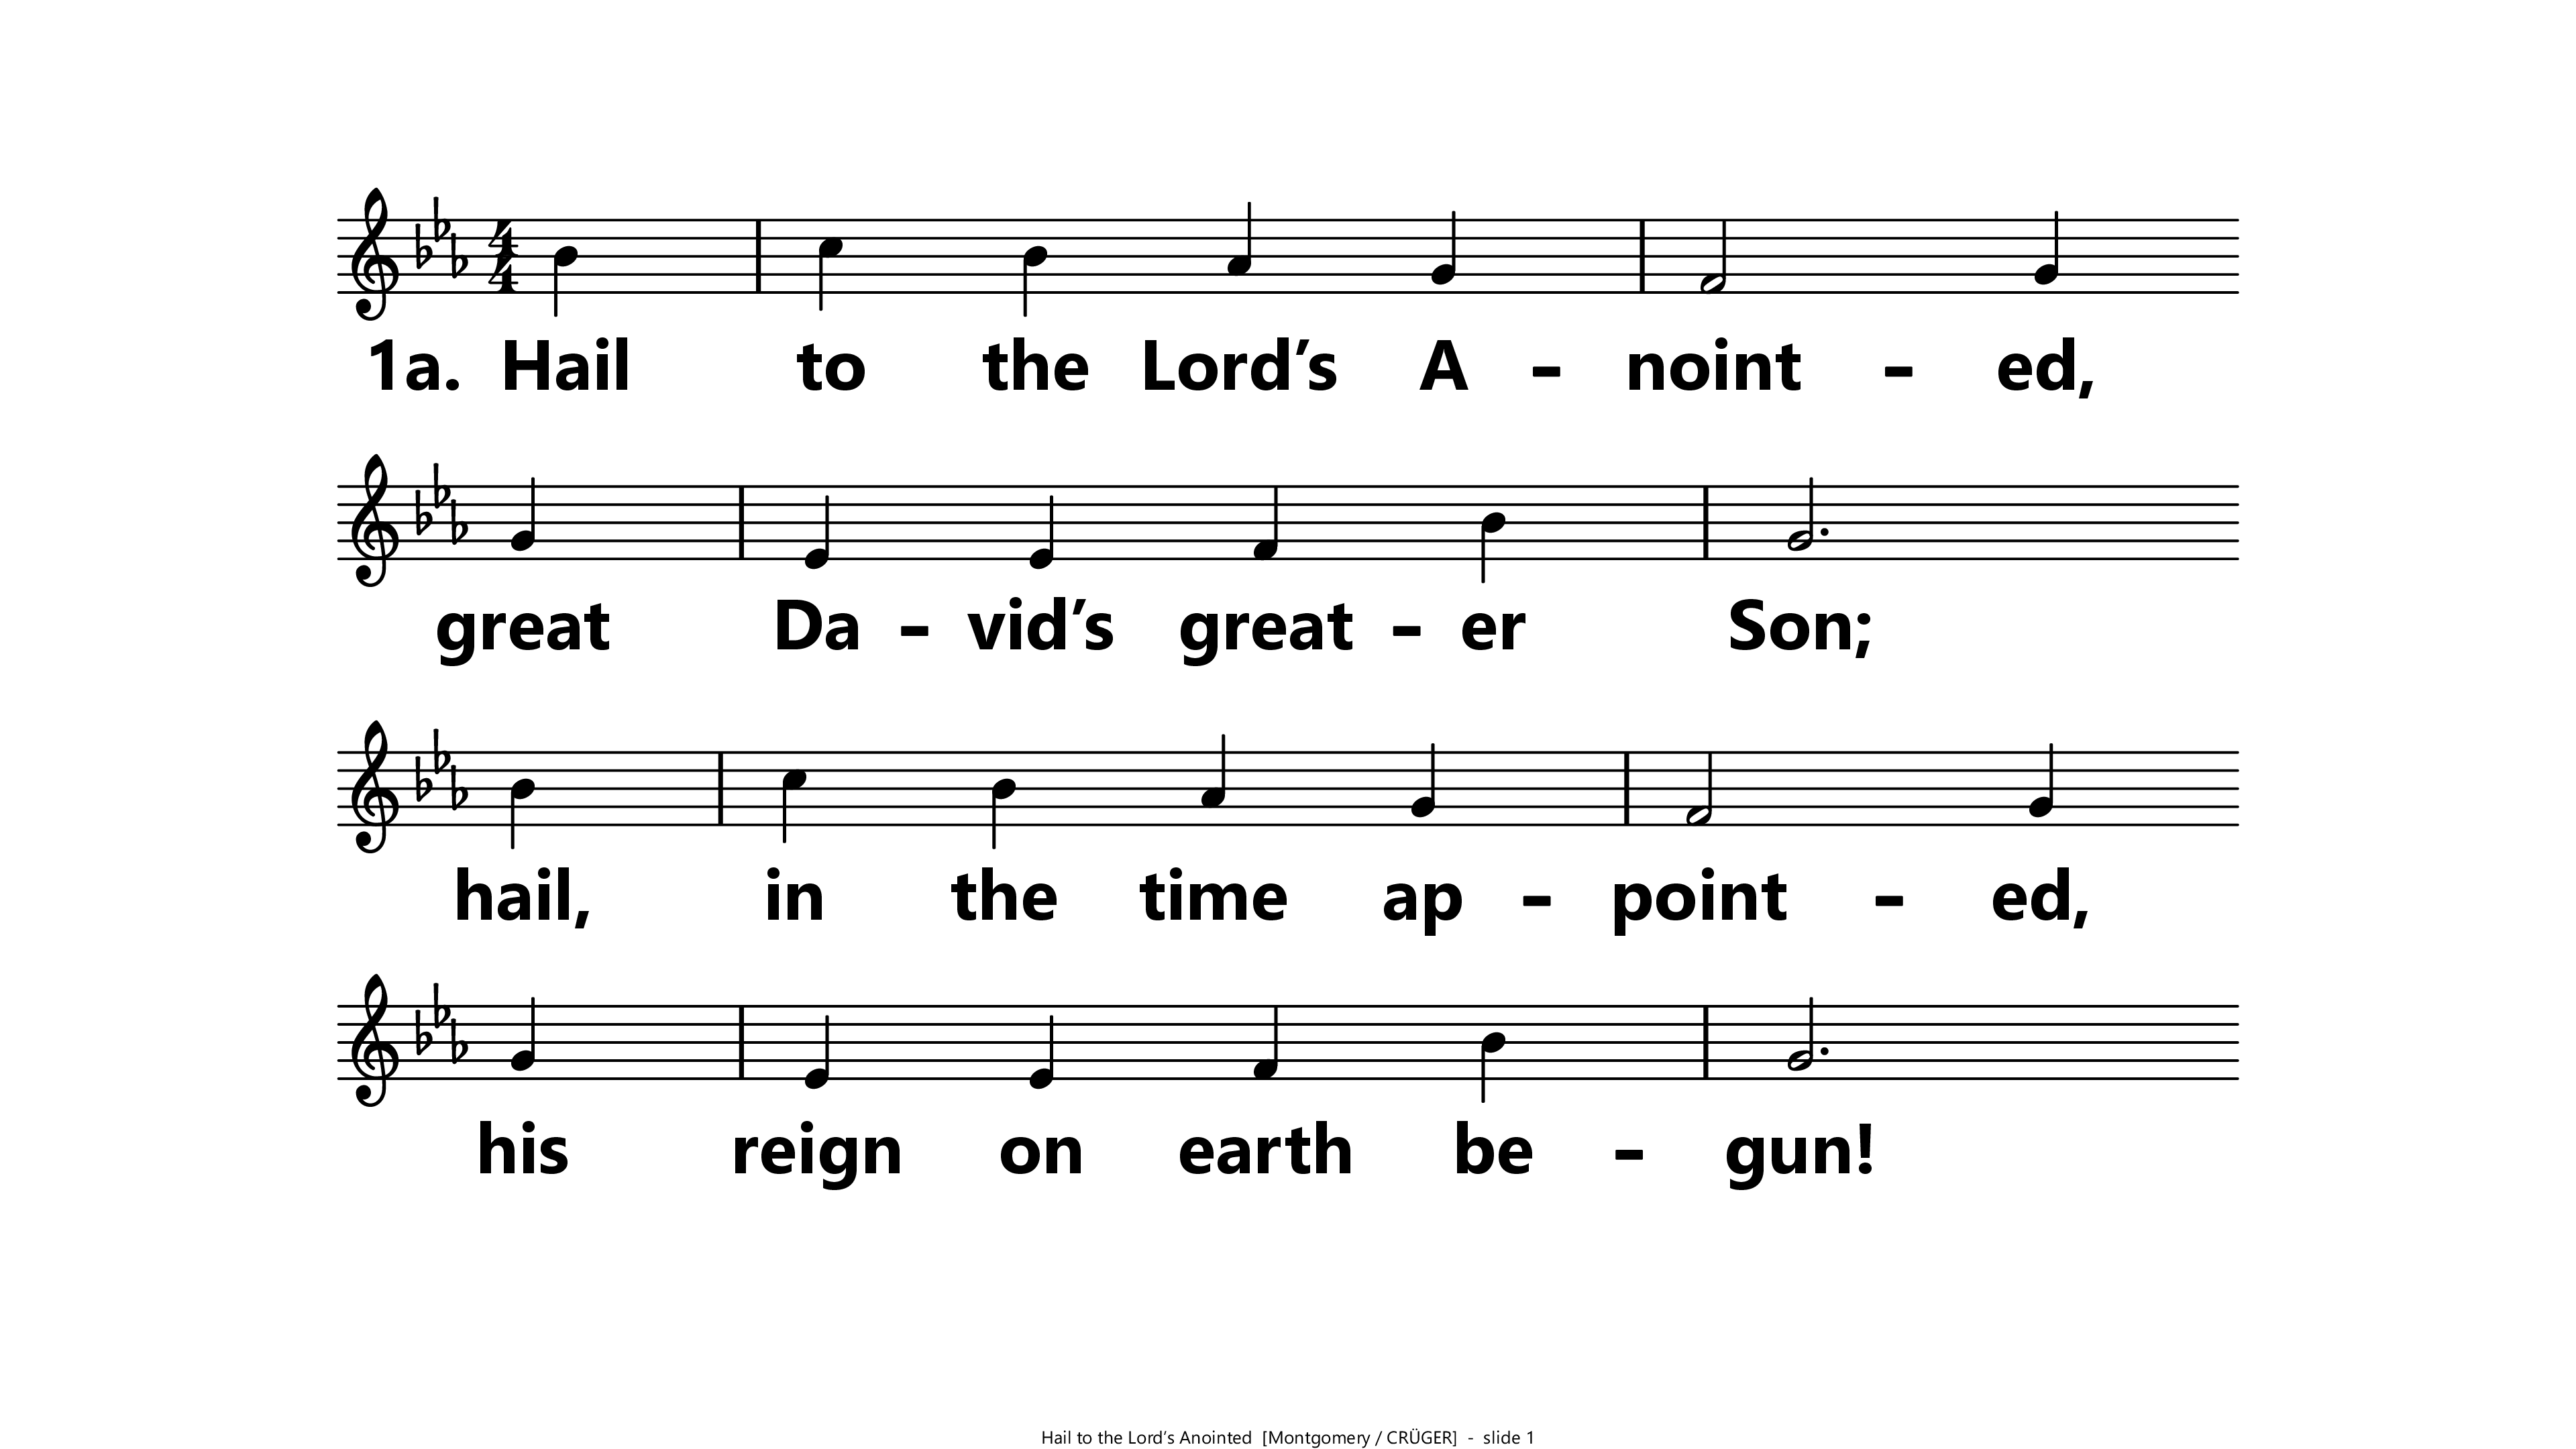 1a. Hail to the Lord’s A - noint - ed,
great Da - vid’s great - er Son;
hail, in the time ap - point - ed,
his reign on earth be - gun!
Hail to the Lord’s Anointed [Montgomery / CRÜGER] - slide 1